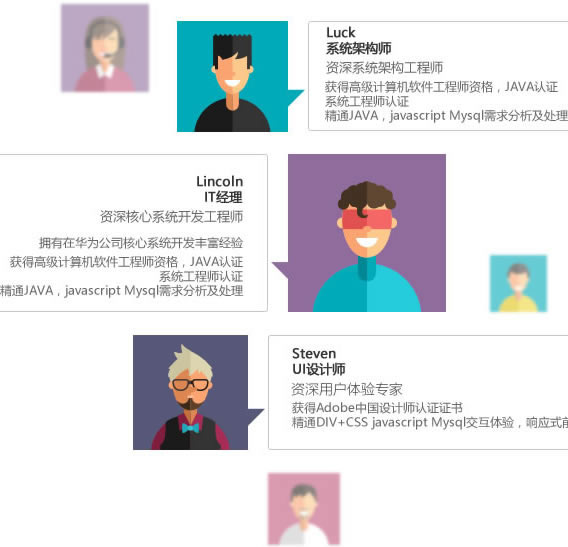 Luck
系统架构师
资深系统架构工程师
获得高级计算机软件工程师资格，JAVA认证
系统工程师认证
精通JAVA，javascript Mysql需求分析及处理
Lincoln
IT经理
资深核心系统开发工程师
拥有在华为公司核心系统开发丰富经验
获得高级计算机软件工程师资格，JAVA认证
系统工程师认证
精通JAVA，javascript Mysql需求分析及处理
Steven
UI设计师
资深用户体验专家
获得Adobe中国设计师认证证书
精通DIV+CSS javascript Mysql交互体验，响应式前